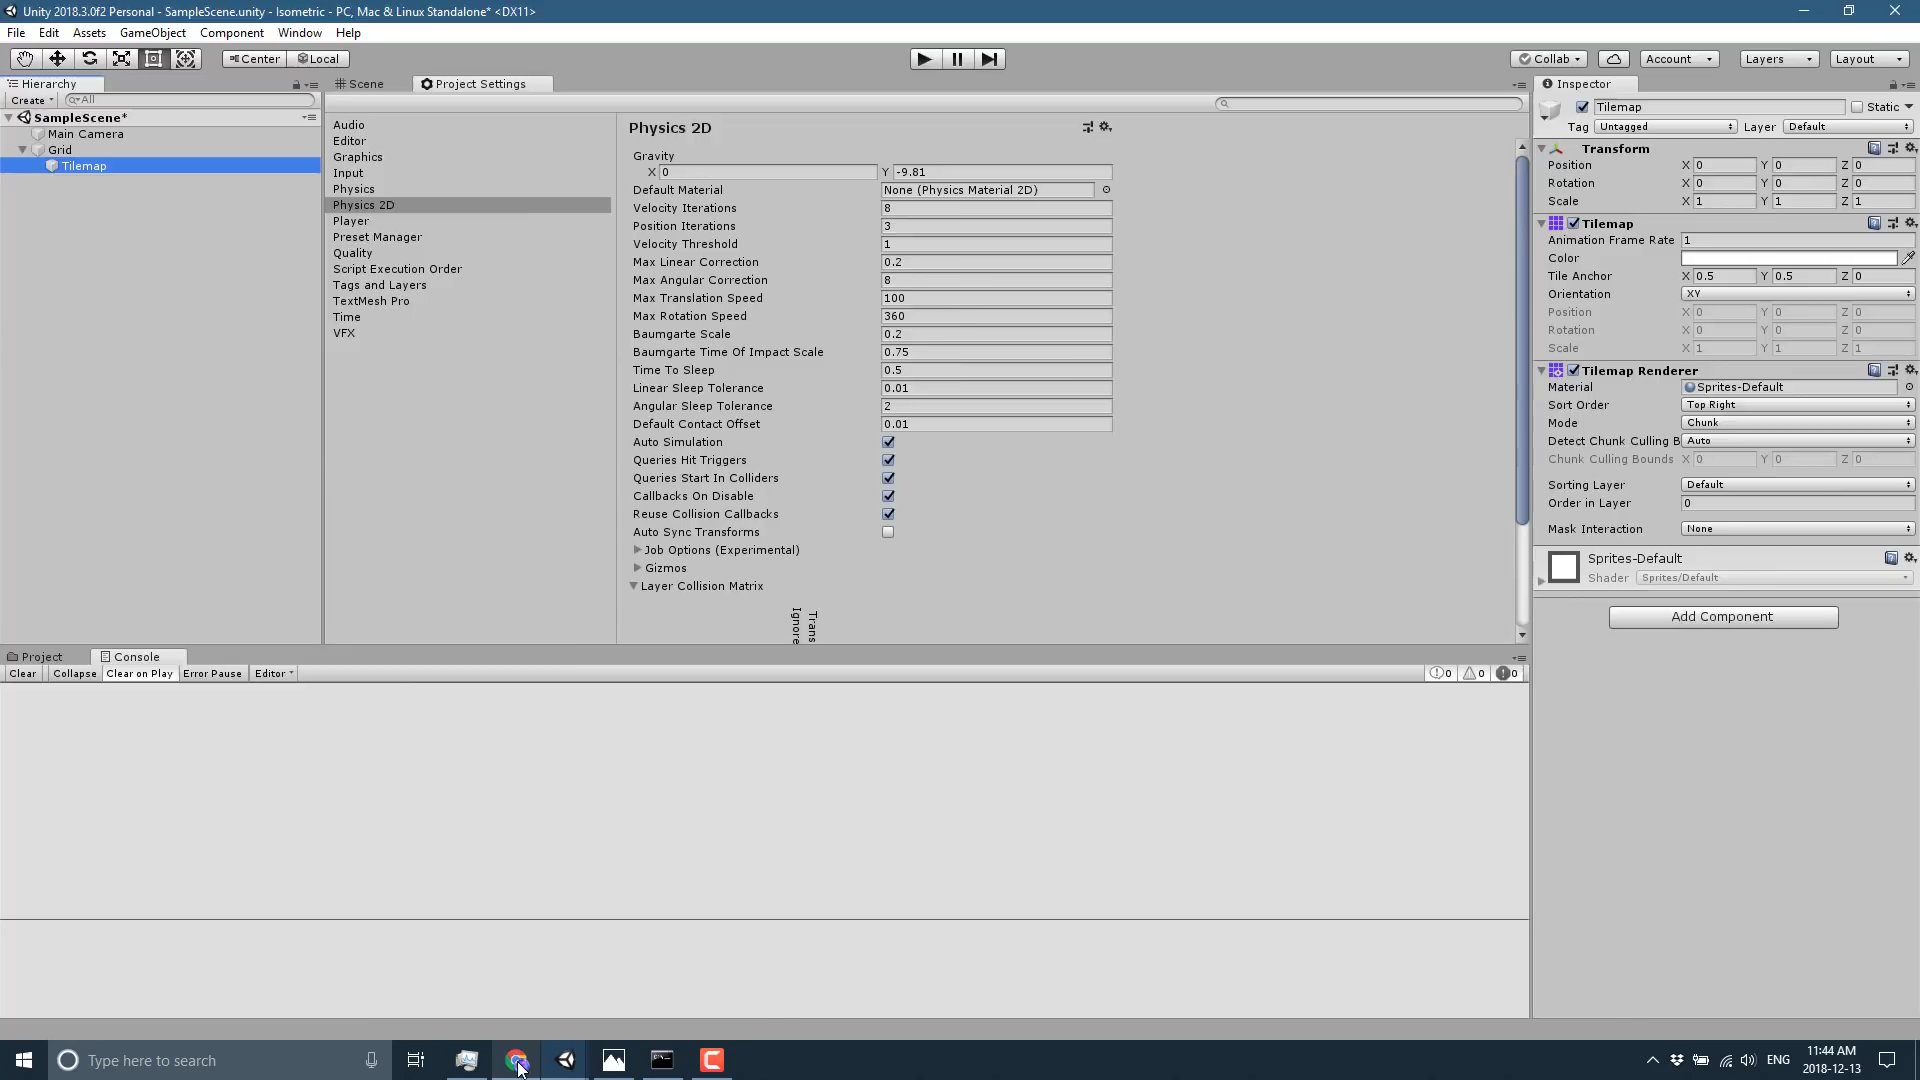 Unity 2018.3.0f2 Personal - SampleScene.unity - Isometric - PC, Mac & Linux Standalone* <DX11>
File Edit Assets GameObject Component Window Help
Center Local Collab Account Layers Layout
Hierarchy Scene Project Settings Inspector
Create All
SampleScene*
Main Camera
Grid
Tilemap
Audio
Editor
Graphics
Input
Physics
Physics 2D
Player
Preset Manager
Quality
Script Execution Order
Tags and Layers
TextMesh Pro
Time
VFX
Physics 2D
Gravity
X 0 Y -9.81
Default Material None (Physics Material 2D)
Velocity Iterations 8
Position Iterations 3
Velocity Threshold 1
Max Linear Correction 0.2
Max Angular Correction 8
Max Translation Speed 100
Max Rotation Speed 360
Baumgarte Scale 0.2
Baumgarte Time Of Impact Scale 0.75
Time To Sleep 0.5
Linear Sleep Tolerance 0.01
Angular Sleep Tolerance 2
Default Contact Offset 0.01
Auto Simulation
Queries Hit Triggers
Queries Start In Colliders
Callbacks On Disable
Reuse Collision Callbacks
Auto Sync Transforms
Job Options (Experimental)
Gizmos
Layer Collision Matrix
Ignore
Trans
Tilemap Static
Tag Untagged Layer Default
Transform
Position X 0 Y 0 Z 0
Rotation X 0 Y 0 Z 0
Scale X 1 Y 1 Z 1
Tilemap
Animation Frame Rate 1
Color
Tile Anchor X 0.5 Y 0.5 Z 0
Orientation XY
Position X 0 Y 0 Z 0
Rotation X 0 Y 0 Z 0
Scale X 1 Y 1 Z 1
Tilemap Renderer
Material Sprites-Default
Sort Order Top Right
Mode Chunk
Detect Chunk Culling B Auto
Chunk Culling Bounds X 0 Y 0 Z 0
Sorting Layer Default
Order in Layer 0
Mask Interaction None
Sprites-Default
Shader Sprites/Default
Add Component
Project Console
Clear Collapse Clear on Play Error Pause Editor 0 0 0
Type here to search
ENG
11:44 AM
2018-12-13